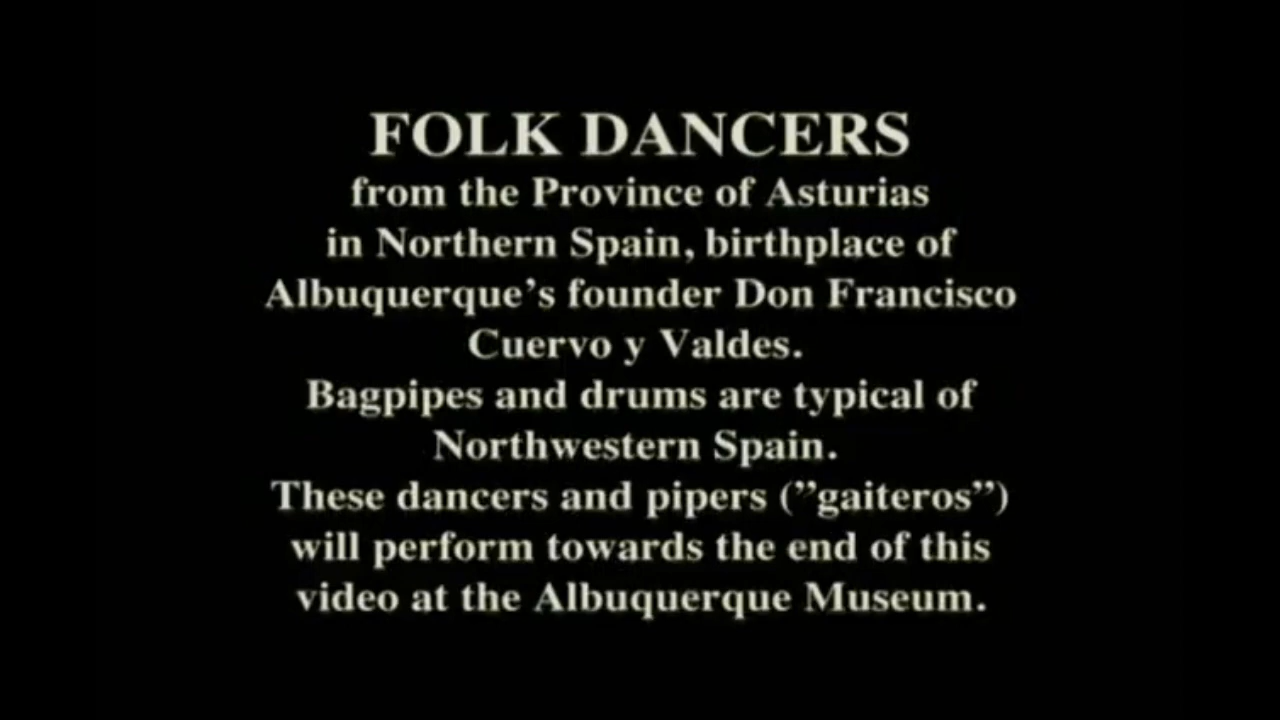 FOLK DANCERS
from the Province of Asturias
in Northern Spain, birthplace of
Albuquerque’s founder Don Francisco
Cuervo y Valdes.
Bagpipes and drums are typical of
Northwestern Spain.
These dancers and pipers (”gaiteros”)
will perform towards the end of this
video at the Albuquerque Museum.